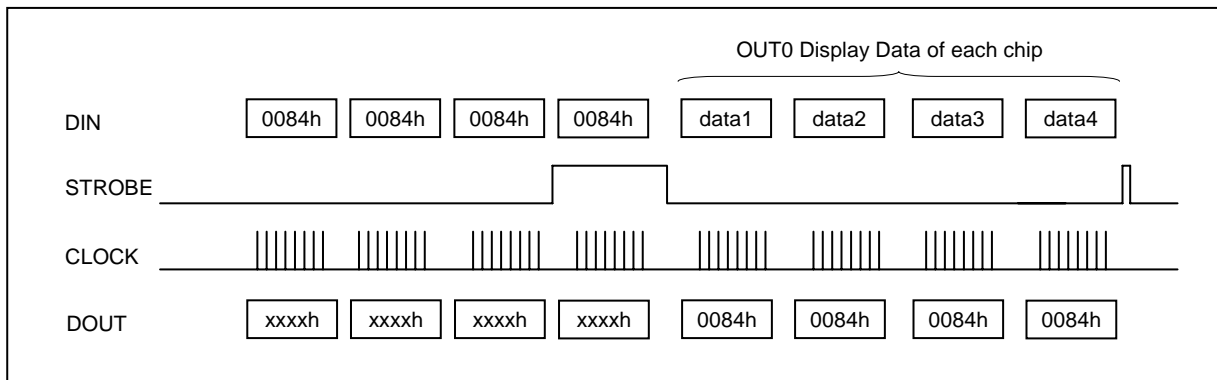 OUT0 Display Data of each chip
DIN 0084h 0084h 0084h 0084h data1 data2 data3 data4
STROBE
CLOCK
DOUT xxxxh xxxxh xxxxh xxxxh 0084h 0084h 0084h 0084h